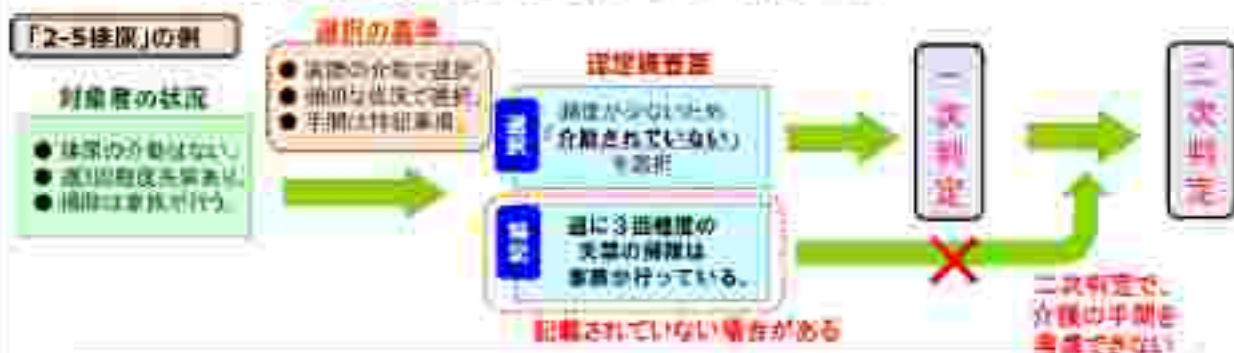 「2-5排尿」の例
選択の基準
● 実際の介助で選択。
● 頻回な状況で選択。
● 手間は特記事項。
対象者の状況
● 排尿の介助はない。
● 週3回程度失禁あり。
● 掃除は家族が行う。
認定調査票
選択
頻度が少ないため
「介助されていない」
を選択
週に3回程度の
失禁の掃除は
家族が行っている。
記載されていない場合がある
一次判定
二次判定
二次判定で、
介護の手間を
考慮できない